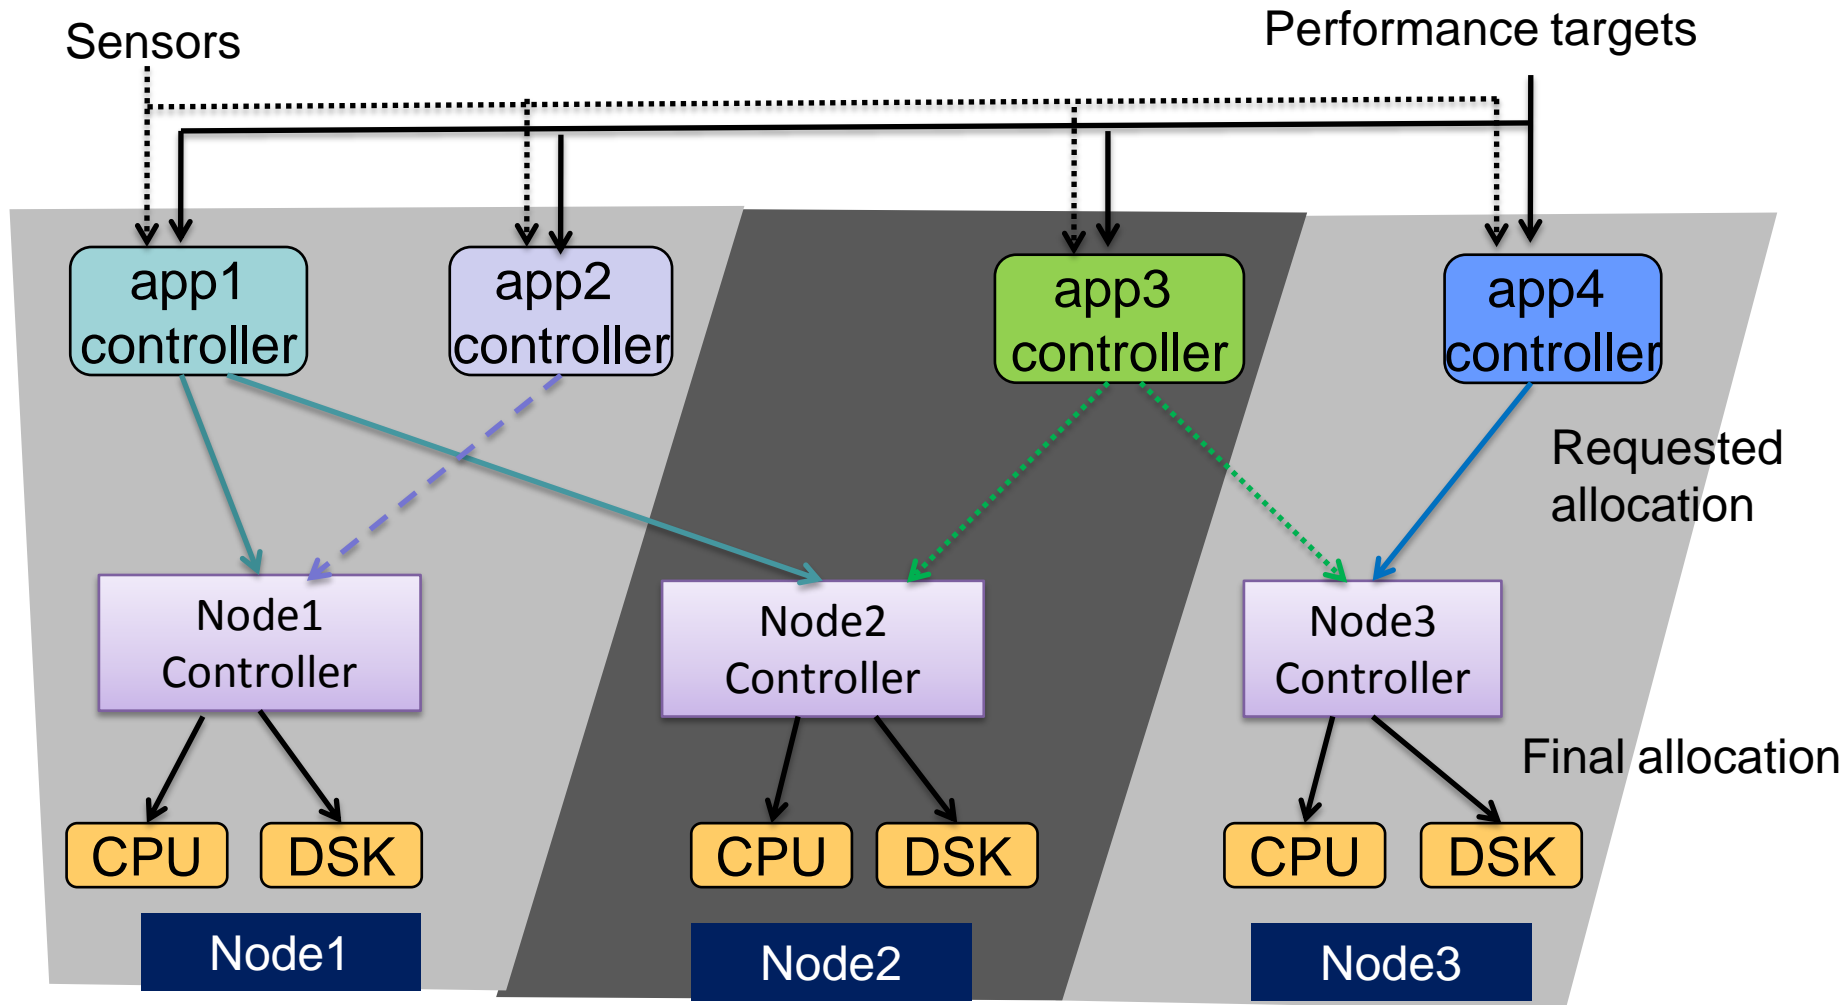 Sensors
Performance targets
app1
controller
app2
controller
app3
controller
app4
controller
Requested
allocation
Node1
Controller
Node2
Controller
Node3
Controller
Final allocation
CPU
DSK
CPU
DSK
CPU
DSK
Node1
Node2
Node3